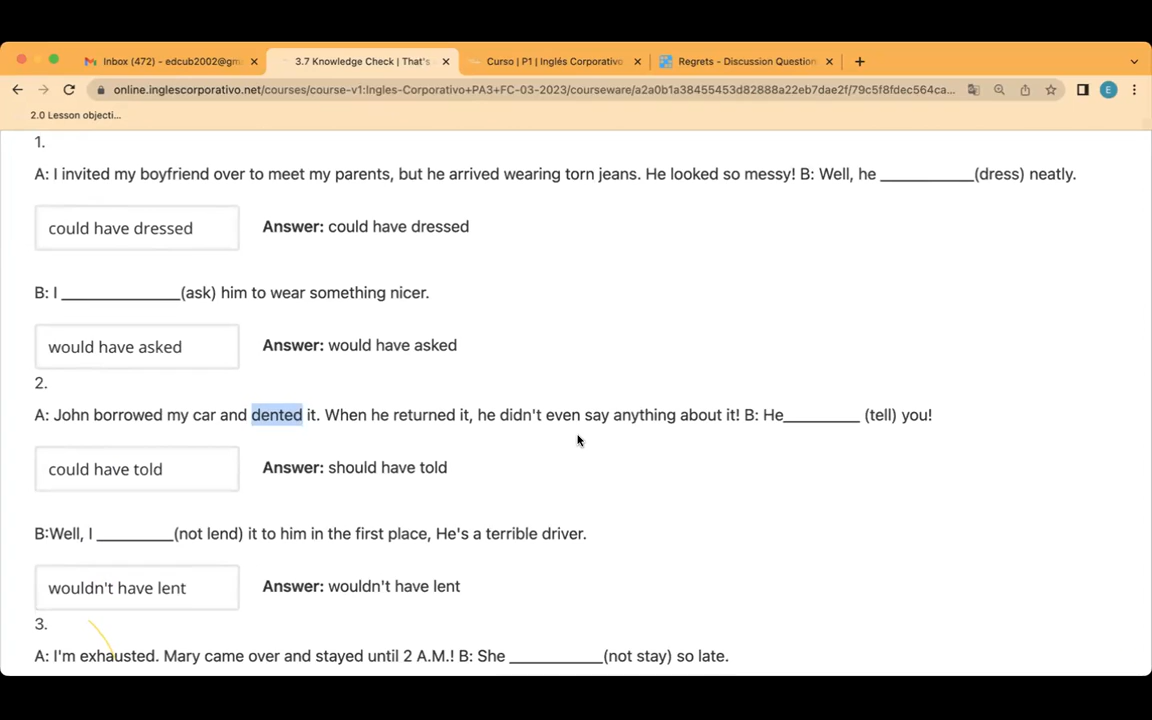 Inbox (472) - edcub2002@gm
3.7 Knowledge Check | That's
Curso | P1 | Inglés Corporativo
Regrets - Discussion Question
online.inglescorporativo.net/courses/course-v1:Ingles-Corporativo+PA3+FC-03-2023/courseware/a2a0b1a38455453d82888a22eb7dae2f/79c5f8fdec564ca...
E
2.0 Lesson objecti...
1.
A: I invited my boyfriend over to meet my parents, but he arrived wearing torn jeans. He looked so messy! B: Well, he ____________(dress) neatly.
could have dressed
Answer: could have dressed
B: I _______________(ask) him to wear something nicer.
would have asked
Answer: would have asked
2.
A: John borrowed my car and dented it. When he returned it, he didn't even say anything about it! B: He__________ (tell) you!
could have told
Answer: should have told
B:Well, I __________(not lend) it to him in the first place, He's a terrible driver.
wouldn't have lent
Answer: wouldn't have lent
3.
A: I'm exhausted. Mary came over and stayed until 2 A.M.! B: She ____________(not stay) so late.